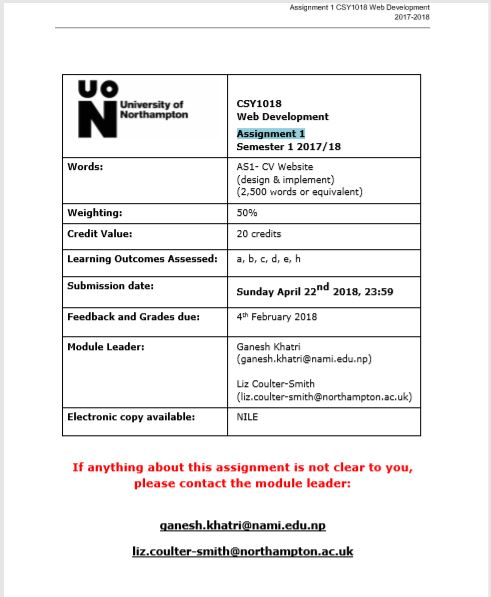 Assignment 1 CSY1018 Web Development
2017-2018
UON
University of
Northampton
CSY1018
Web Development
Assignment 1
Semester 1 2017/18
Words:
AS1- CV Website
(design & implement)
(2,500 words or equivalent)
Weighting:
50%
Credit Value:
20 credits
Learning Outcomes Assessed:
a, b, c, d, e, h
Submission date:
Sunday April 22nd 2018, 23:59
Feedback and Grades due:
4th February 2018
Module Leader:
Ganesh Khatri
(ganesh.khatri@nami.edu.np)
Liz Coulter-Smith
(liz.coulter-smith@northampton.ac.uk)
Electronic copy available:
NILE
If anything about this assignment is not clear to you,
please contact the module leader:
ganesh.khatri@nami.edu.np
liz.coulter-smith@northampton.ac.uk